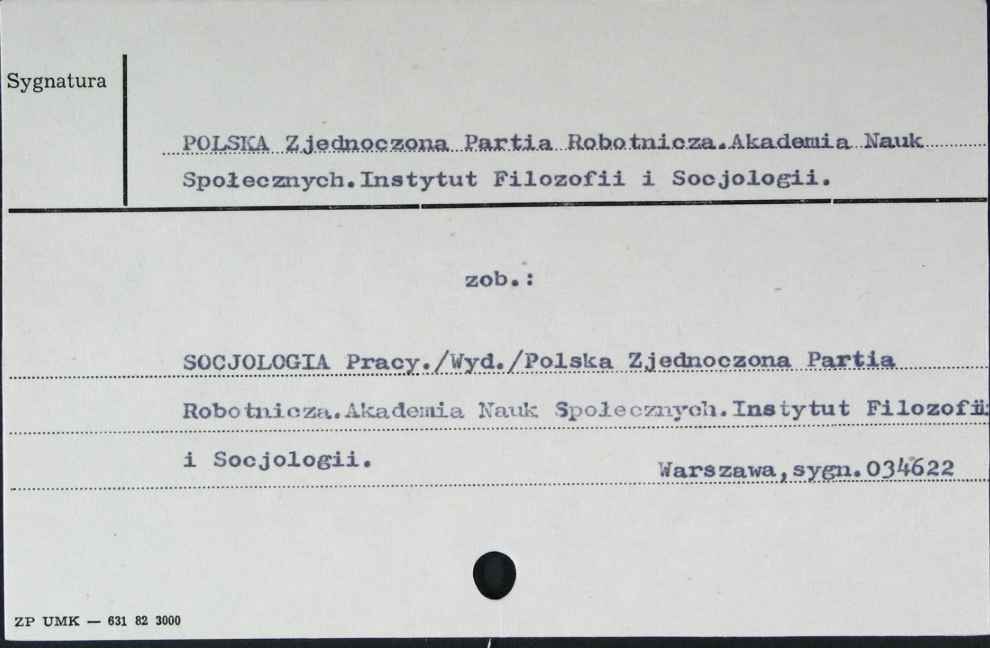 Sygnatura
POLSKA Zjednoczona Partia Robotnicza.Akademia Nauk
Społecznych.Instytut Filozofii i Socjologii.
zob.:
SOCJOLOGIA Pracy./Wyd./Polska Zjednoczona Partia
Robotnicza.Akademia Nauk Społecznych.Instytut Filozofii
i Socjologii.
Warszawa,sygn.034622
ZP UMK — 631 82 3000